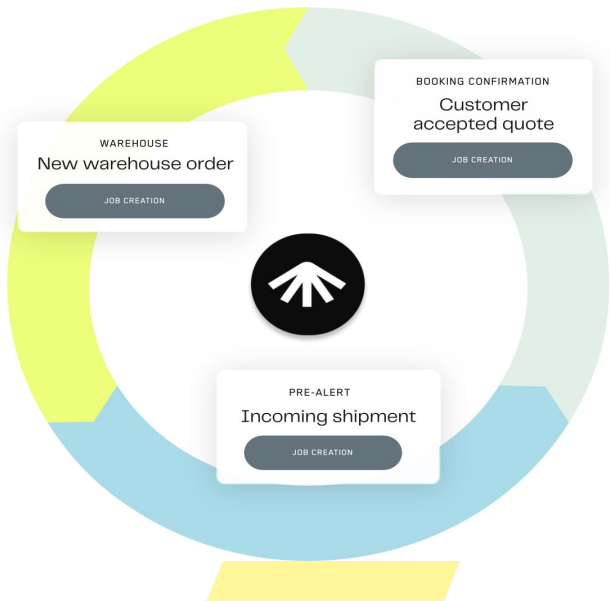 BOOKING CONFIRMATION
Customer
accepted quote
JOB CREATION
WAREHOUSE
New warehouse order
JOB CREATION
PRE-ALERT
Incoming shipment
JOB CREATION